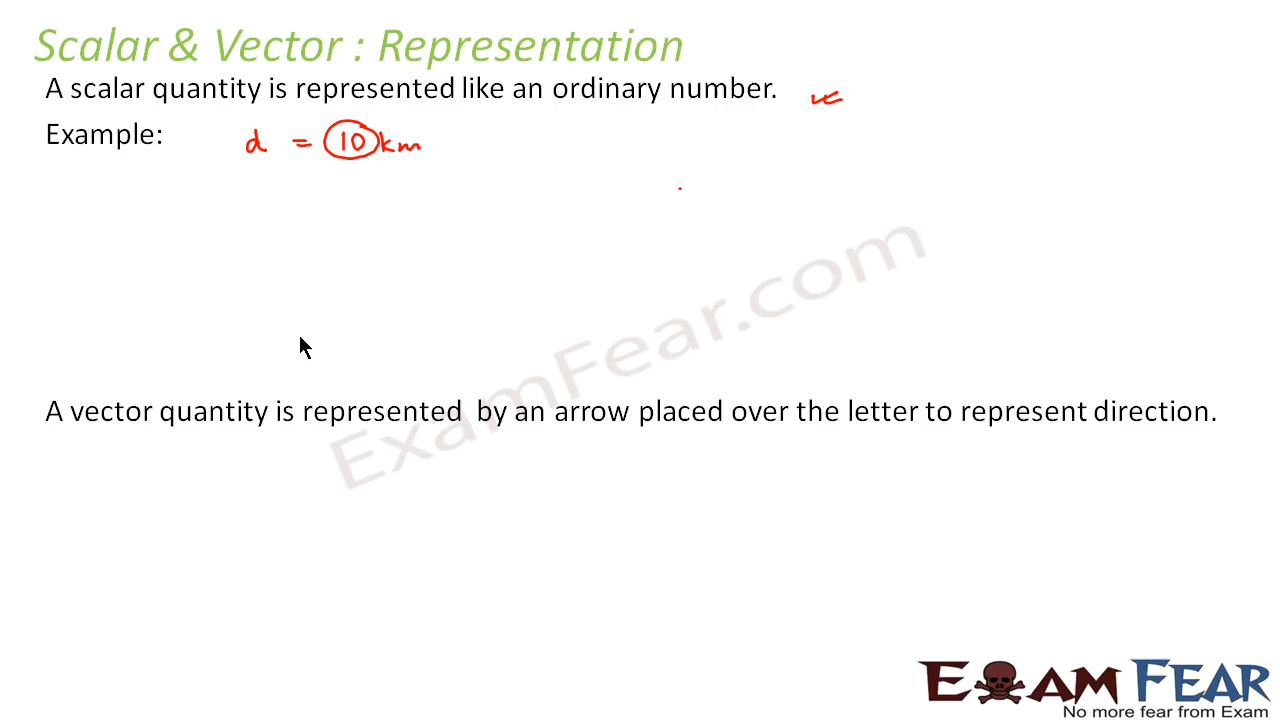 Scalar & Vector : Representation
A scalar quantity is represented like an ordinary number.
Example: d = 10 km
ExamFear.com
A vector quantity is represented by an arrow placed over the letter to represent direction.
EXAM FEAR
No more fear from Exam